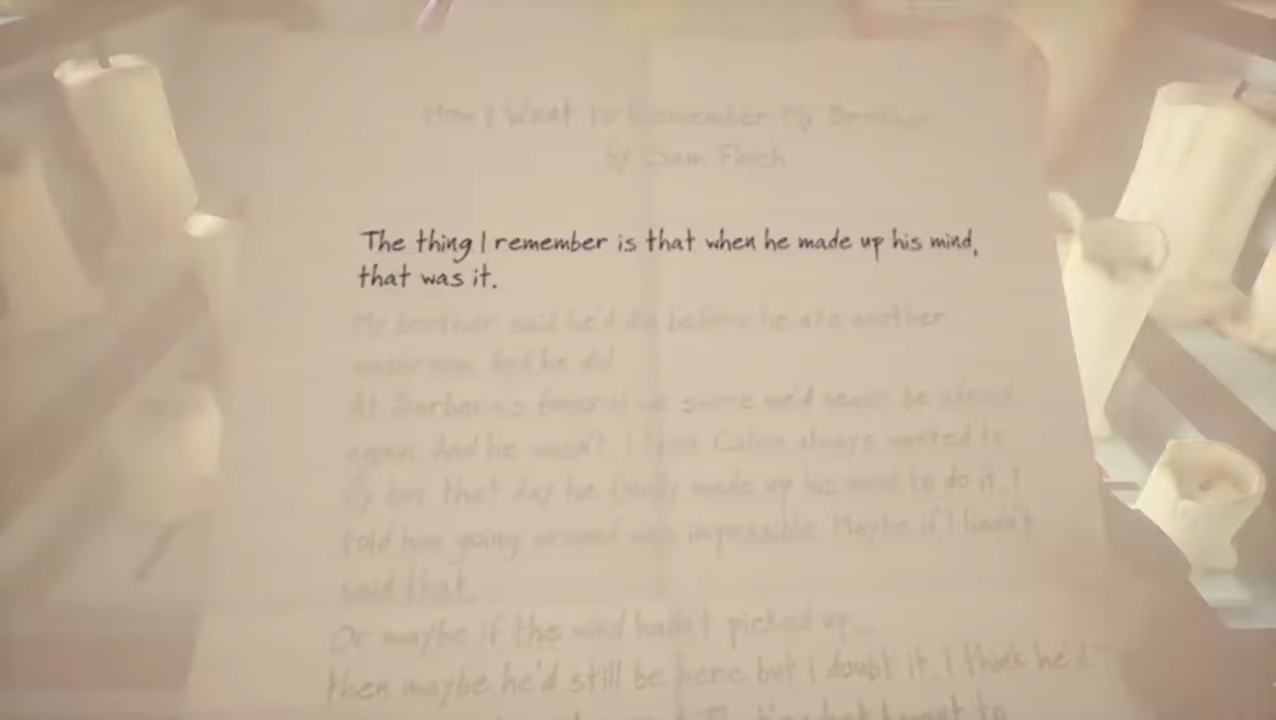 How I Want to Remember My Brother
by Sam Finch
The thing I remember is that when he made up his mind,
that was it.
My brother said he'd die before he ate another
mushroom. And he did.
At Barbara's funeral we swore we'd never be afraid
again. And he wasn't. I know Calvin always wanted to
fly but that day he finally made up his mind to do it. I
told him going around was impossible. Maybe if I hadn't
said that.
Or maybe if the wind hadn't picked up...
then maybe he'd still be here but I doubt it. I think he'd